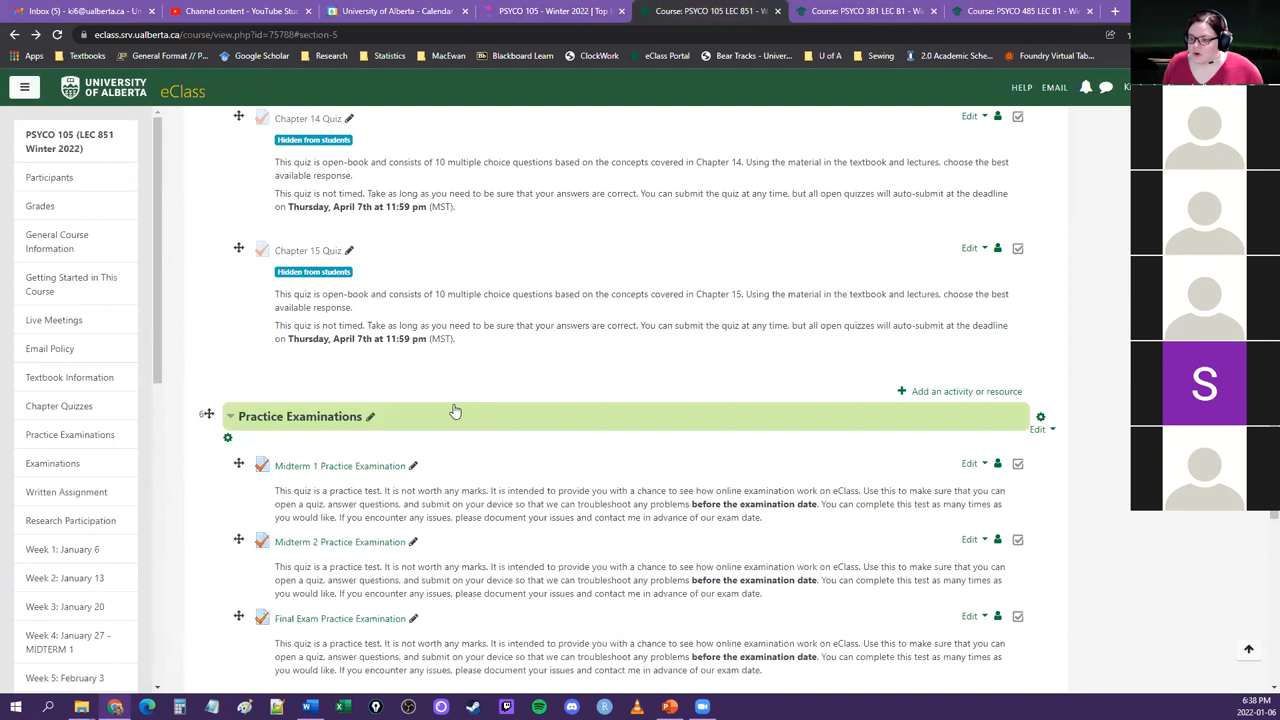 Inbox (5) - ki6@ualberta.ca -
Channel content - YouTube Stu
University of Alberta - Calendar
PSYCO 105 - Winter 2022 | Top
Course: PSYCO 105 LEC 851 - W
Course: PSYCO 381 LEC B1 - Wi
Course: PSYCO 485 LEC B1 - Wi
eclass.srv.ualberta.ca/course/view.php?id=75788#section-5
Apps
Textbooks
General Format // P...
Google Scholar
Research
Statistics
MacEwan
Blackboard Learn
ClockWork
eClass Portal
Bear Tracks - Univer...
U of A
Sewing
2.0 Academic Sche...
Foundry Virtual Tab...
UNIVERSITY
OF ALBERTA
eClass
HELP EMAIL
PSYCO 105 (LEC 851
Winter 2022)
Participants
Grades
General Course
Information
Getting Started in This
Course
Live Meetings
Email Policy
Textbook Information
Chapter Quizzes
Practice Examinations
Examinations
Written Assignment
Research Participation
Week 1: January 6
Week 2: January 13
Week 3: January 20
Week 4: January 27 -
MIDTERM 1
Week 5: February 3
Chapter 14 Quiz
Edit
Hidden from students
This quiz is open-book and consists of 10 multiple choice questions based on the concepts covered in Chapter 14. Using the material in the textbook and lectures, choose the best
available response.
This quiz is not timed. Take as long as you need to be sure that your answers are correct. You can submit the quiz at any time, but all open quizzes will auto-submit at the deadline
on Thursday, April 7th at 11:59 pm (MST).
Chapter 15 Quiz
Edit
Hidden from students
This quiz is open-book and consists of 10 multiple choice questions based on the concepts covered in Chapter 15. Using the material in the textbook and lectures, choose the best
available response.
This quiz is not timed. Take as long as you need to be sure that your answers are correct. You can submit the quiz at any time, but all open quizzes will auto-submit at the deadline
on Thursday, April 7th at 11:59 pm (MST).
Add an activity or resource
6
Practice Examinations
Edit
Midterm 1 Practice Examination
Edit
This quiz is a practice test. It is not worth any marks. It is intended to provide you with a chance to see how online examination work on eClass. Use this to make sure that you can
open a quiz, answer questions, and submit on your device so that we can troubleshoot any problems before the examination date. You can complete this test as many times as
you would like. If you encounter any issues, please document your issues and contact me in advance of our exam date.
Midterm 2 Practice Examination
Edit
This quiz is a practice test. It is not worth any marks. It is intended to provide you with a chance to see how online examination work on eClass. Use this to make sure that you can
open a quiz, answer questions, and submit on your device so that we can troubleshoot any problems before the examination date. You can complete this test as many times as
you would like. If you encounter any issues, please document your issues and contact me in advance of our exam date.
Final Exam Practice Examination
Edit
This quiz is a practice test. It is not worth any marks. It is intended to provide you with a chance to see how online examination work on eClass. Use this to make sure that you can
open a quiz, answer questions, and submit on your device so that we can troubleshoot any problems before the examination date. You can complete this test as many times as
you would like. If you encounter any issues, please document your issues and contact me in advance of our exam date.
S
6:38 PM
2022-01-06